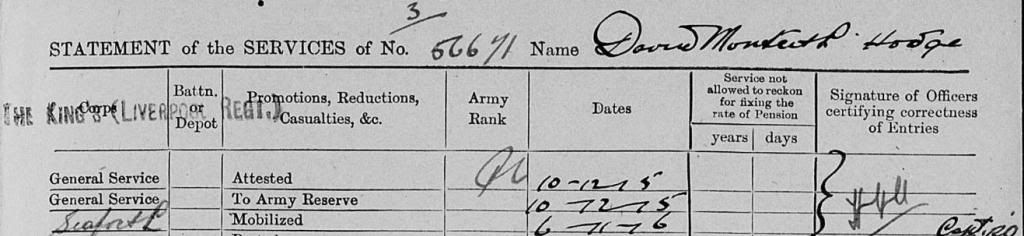 3
STATEMENT of the SERVICES of No. 56671 Name David Monteith Hodge
Corps Battn. or Depot Promotions, Reductions, Casualties, &c. Army Rank Dates Service not allowed to reckon for fixing the rate of Pension years days Signature of Officers certifying correctness of Entries
THE KING'S (LIVERPOOL REGT.)
General Service Attested 10-12-15
General Service To Army Reserve 10-12-15
Seaforth Mobilized 6-11-6